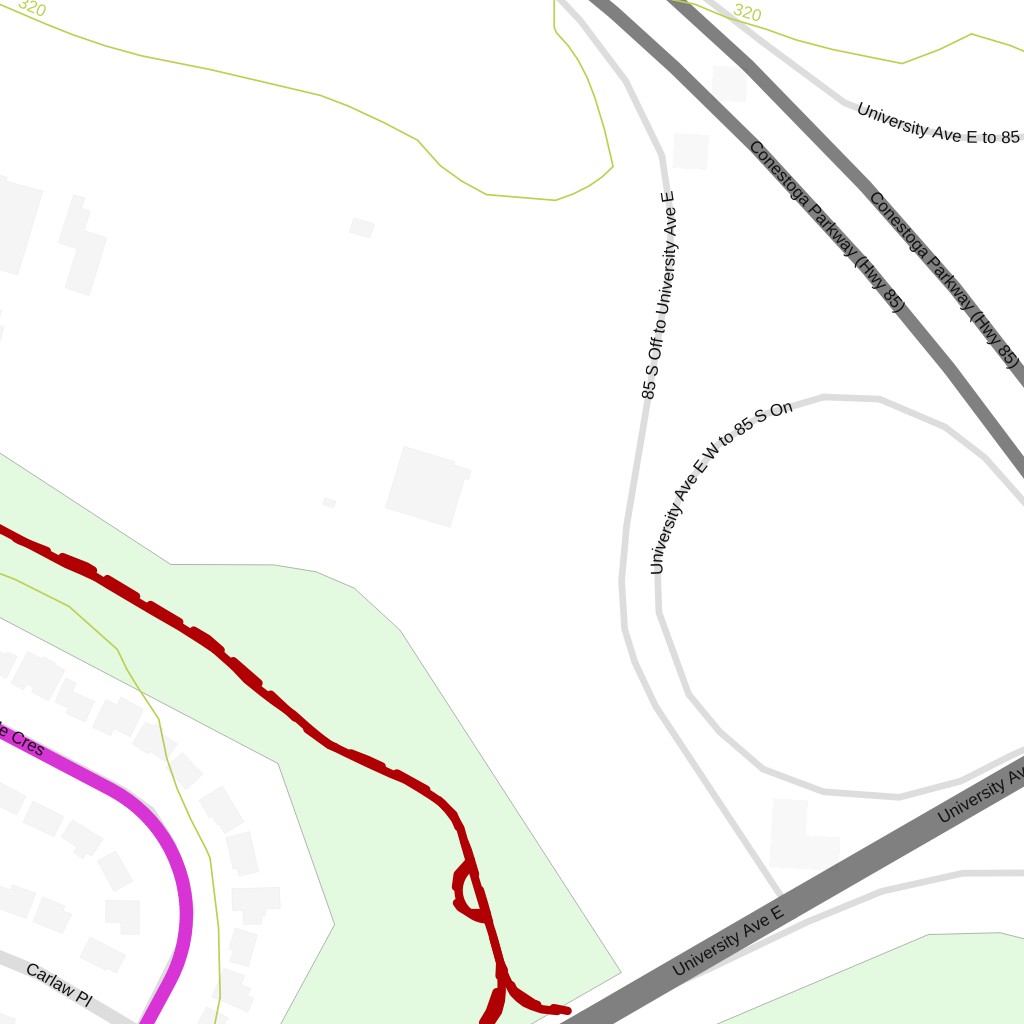 320
320
University Ave E to 85
Conestoga Parkway (Hwy 85)
Conestoga Parkway (Hwy 85)
85 S Off to University Ave E
University Ave E W to 85 S On
Cres
University Av
University Ave E
Carlaw Pl